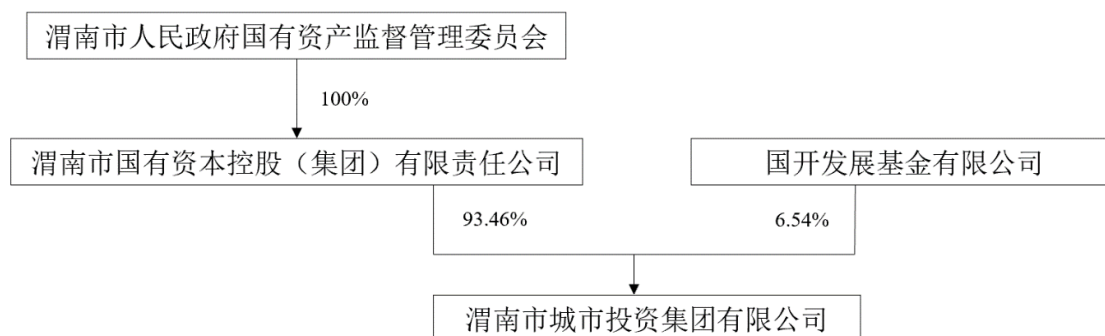 渭南市人民政府国有资产监督管理委员会
100%
渭南市国有资本控股（集团）有限责任公司
国开发展基金有限公司
93.46%
6.54%
渭南市城市投资集团有限公司